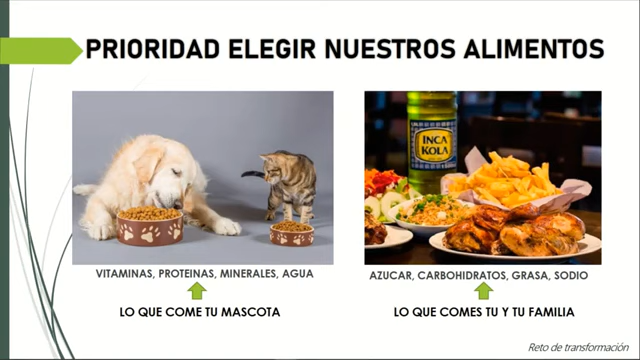 PRIORIDAD ELEGIR NUESTROS ALIMENTOS
INCA
KOLA
VITAMINAS, PROTEINAS, MINERALES, AGUA
AZUCAR, CARBOHIDRATOS, GRASA, SODIO
LO QUE COME TU MASCOTA
LO QUE COMES TU Y TU FAMILIA
Reto de transformación